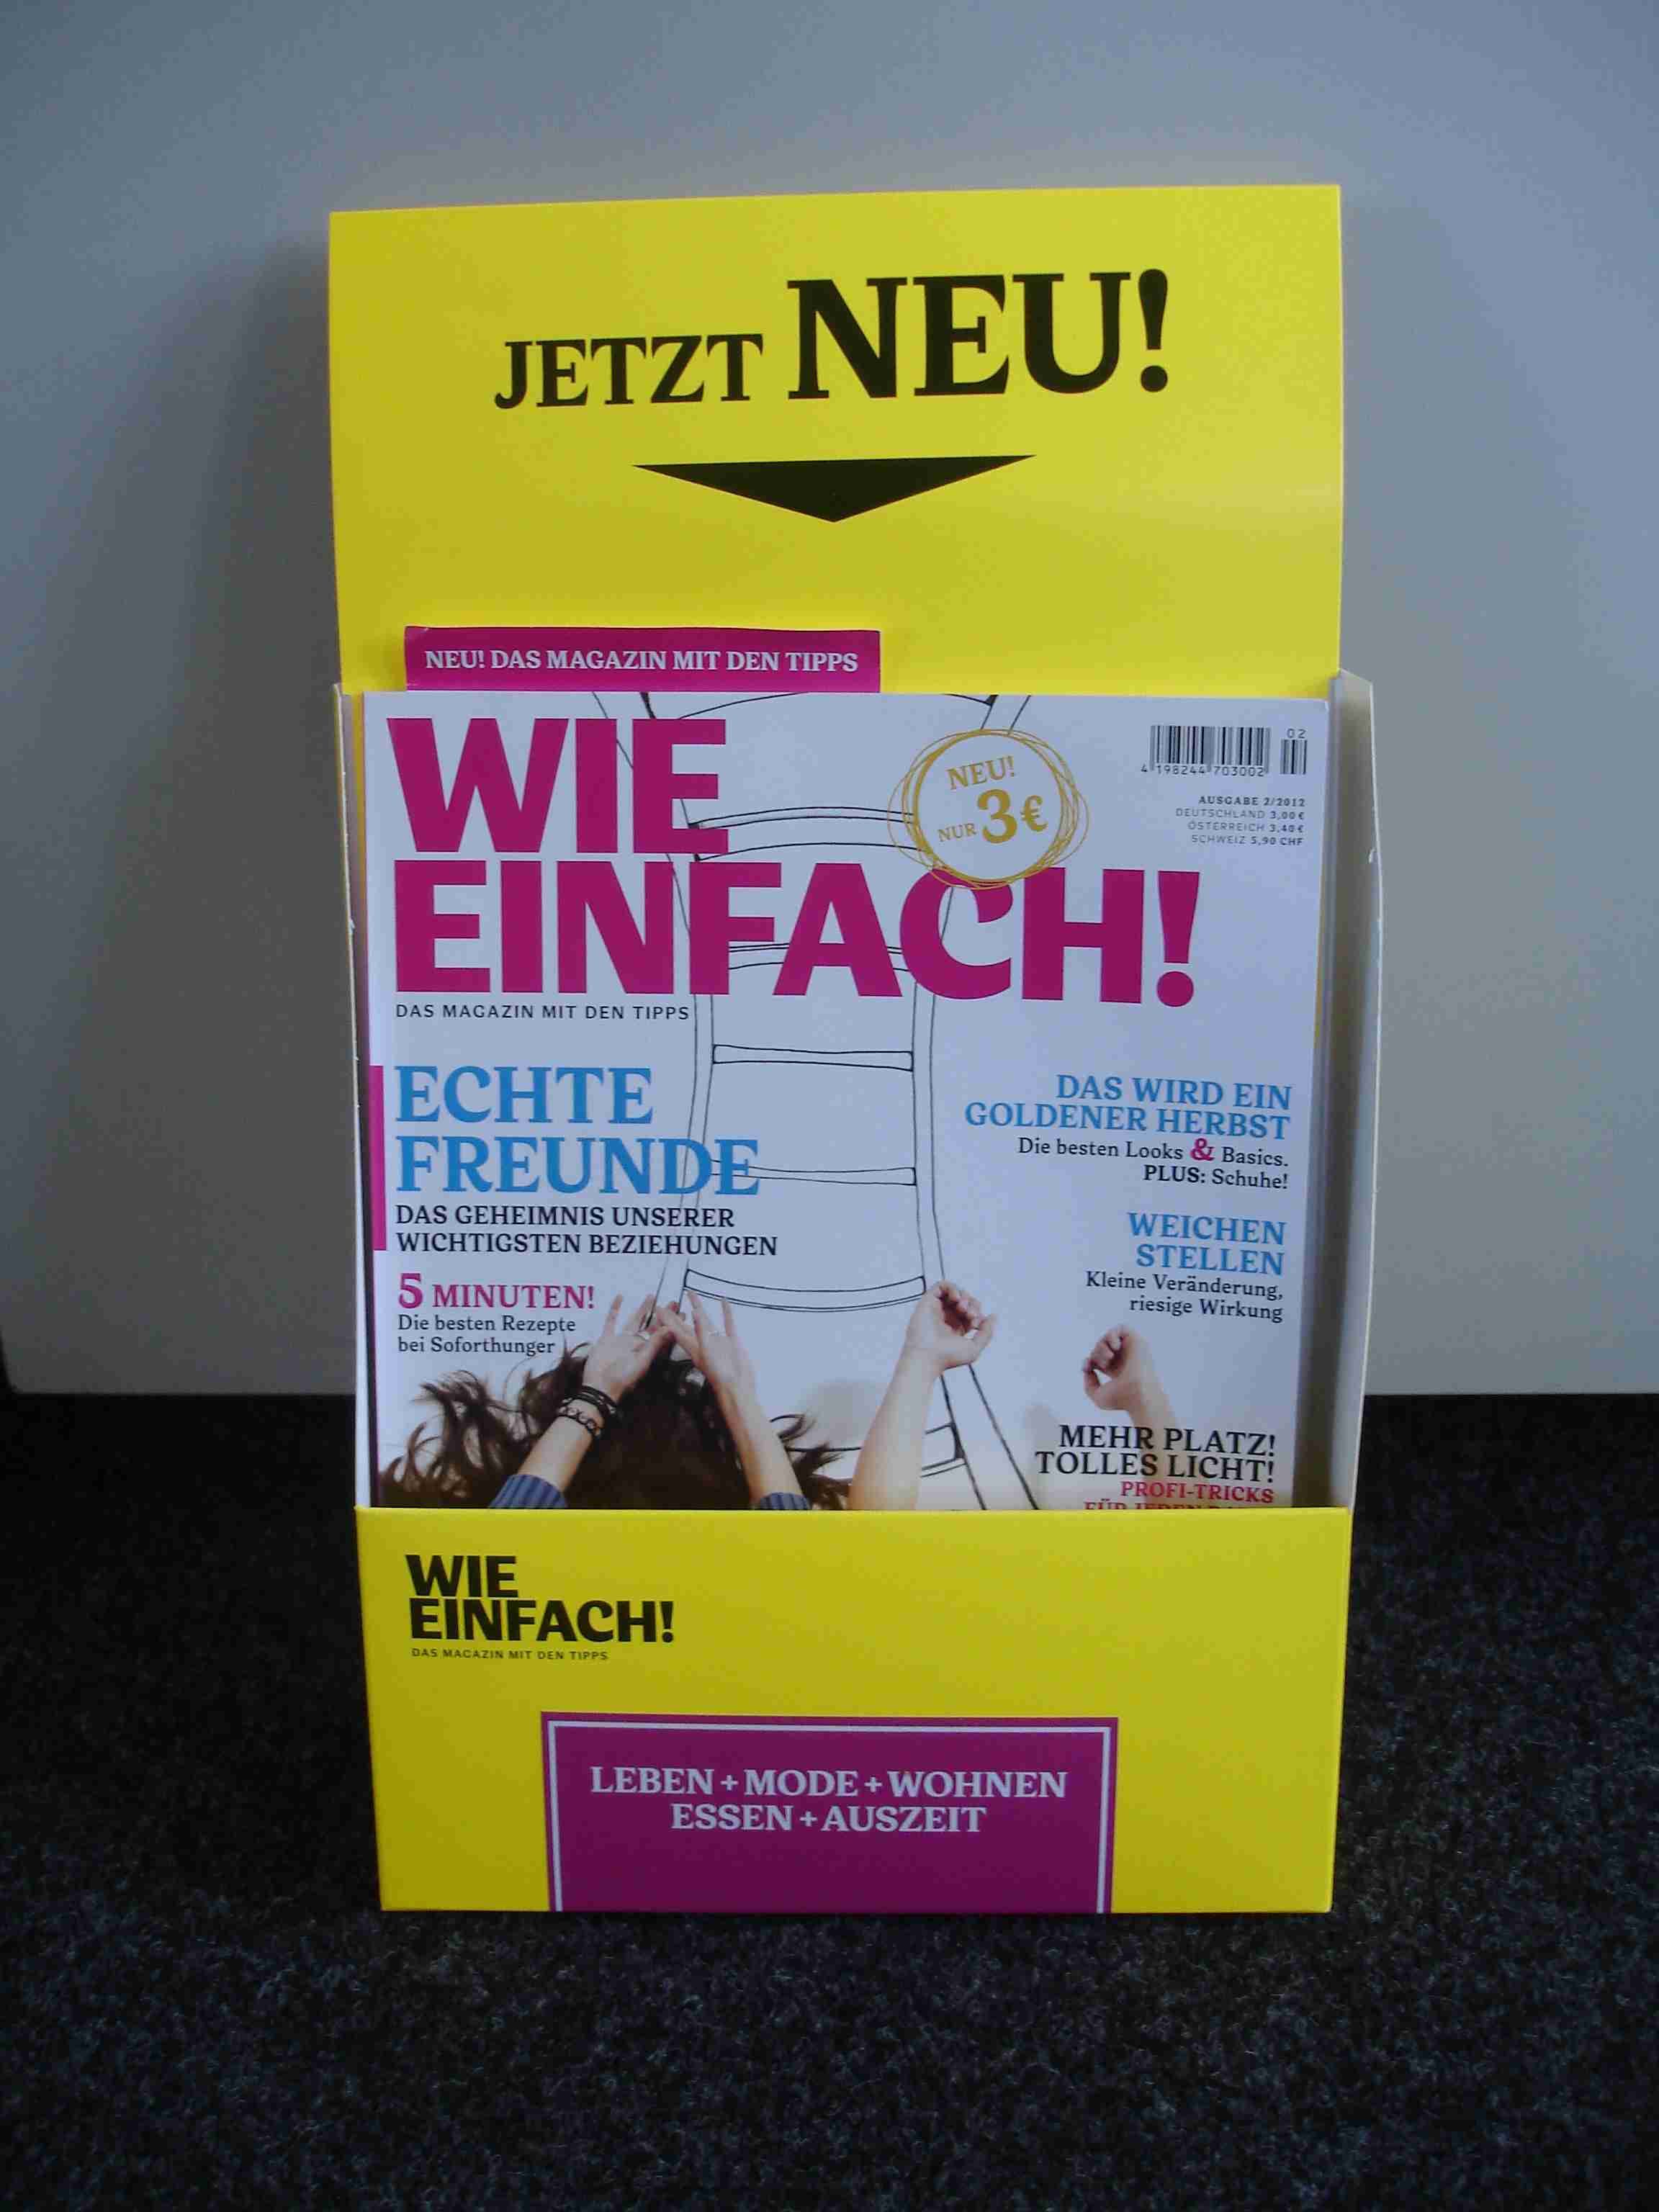 JETZT NEU!
NEU! DAS MAGAZIN MIT DEN TIPPS
WIE
EINFACH!
DAS MAGAZIN MIT DEN TIPPS
NEU!
NUR 3€
02
4 198244 703002
AUSGABE 2/2012
DEUTSCHLAND 3,00 €
ÖSTERREICH 3,40 €
SCHWEIZ 5,90 CHF
ECHTE
FREUNDE
DAS GEHEIMNIS UNSERER
WICHTIGSTEN BEZIEHUNGEN
5 MINUTEN!
Die besten Rezepte
bei Soforthunger
DAS WIRD EIN
GOLDENER HERBST
Die besten Looks & Basics.
PLUS: Schuhe!
WEICHEN
STELLEN
Kleine Veränderung,
riesige Wirkung
MEHR PLATZ!
TOLLES LICHT!
PROFI-TRICKS
FÜR JEDEN
WIE
EINFACH!
DAS MAGAZIN MIT DEN TIPPS
LEBEN + MODE + WOHNEN
ESSEN + AUSZEIT